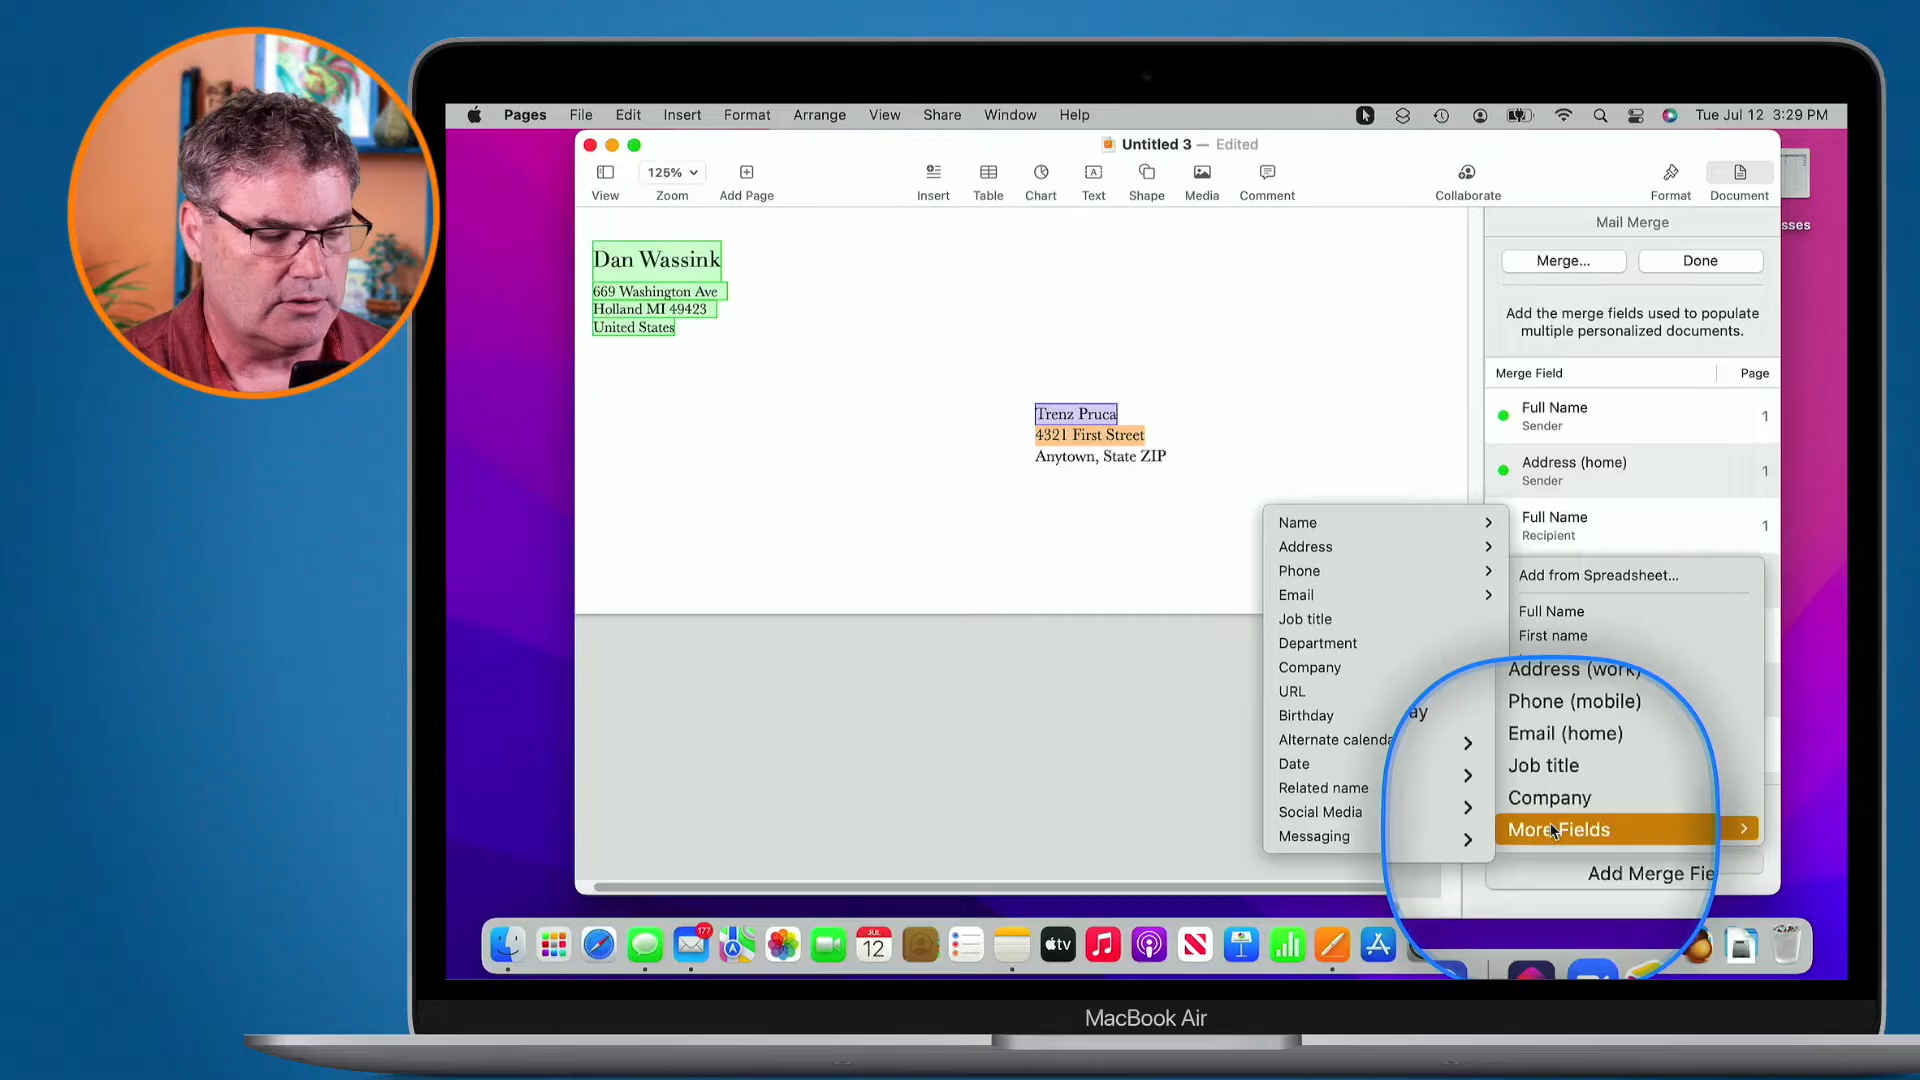 Pages File Edit Insert Format Arrange View Share Window Help Tue Jul 12 3:29 PM
Untitled 3 — Edited
125%
View Zoom Add Page Insert Table Chart Text Shape Media Comment Collaborate Format Document
sses
Mail Merge
Merge... Done
Add the merge fields used to populate
multiple personalized documents.
Merge Field Page
Full Name 1
Sender
Address (home) 1
Sender
Full Name 1
Recipient
Dan Wassink
669 Washington Ave
Holland MI 49423
United States
Trenz Pruca
4321 First Street
Anytown, State ZIP
Name
Address
Phone
Email
Job title
Department
Company
URL
Birthday
Alternate calenda
Date
Related name
Social Media
Messaging
ay
Add from Spreadsheet...
Full Name
First name
Address (work)
Phone (mobile)
Email (home)
Job title
Company
More Fields
Add Merge Fie
177
JUL
12
tv
MacBook Air